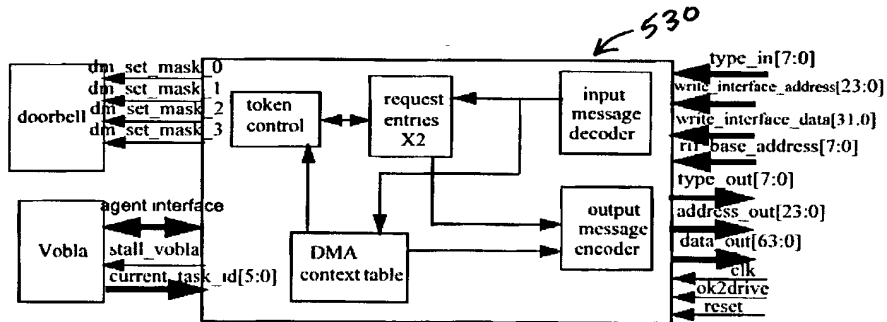 530
dm_set_mask_0
dm_set_mask_1
dm_set_mask_2
dm_set_mask_3
doorbell
token
control
request
entries
X2
input
message
decoder
type_in[7:0]
write_interface_address[23:0]
write_interface_data[31.0]
rif_base_address[7:0]
type_out[7:0]
address_out[23:0]
data_out[63:0]
clk
ok2drive
reset
agent interface
Vobla
stall_vobla
current_task_id[5:0]
DMA
context table
output
message
encoder